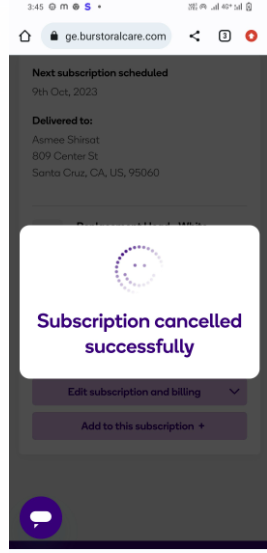 3:45
ge.burstoralcare.com
3
Next subscription scheduled
9th Oct, 2023
Delivered to:
Asmee Shirsat
809 Center St
Santa Cruz, CA, US, 95060
Subscription cancelled
successfully
Edit subscription and billing
Add to this subscription +